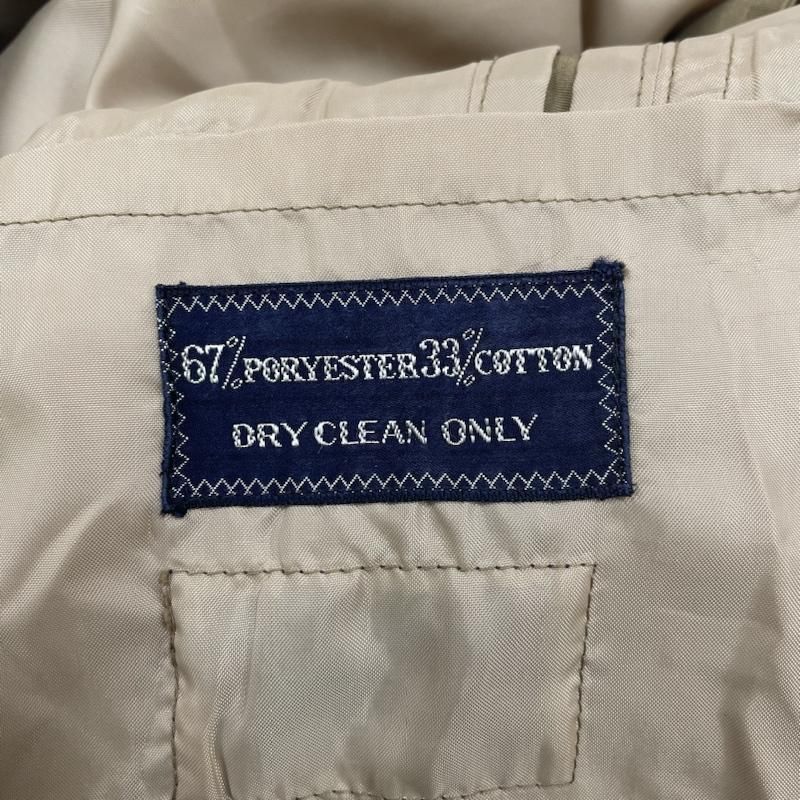 67% PORYESTER 33% COTTON
DRY CLEAN ONLY